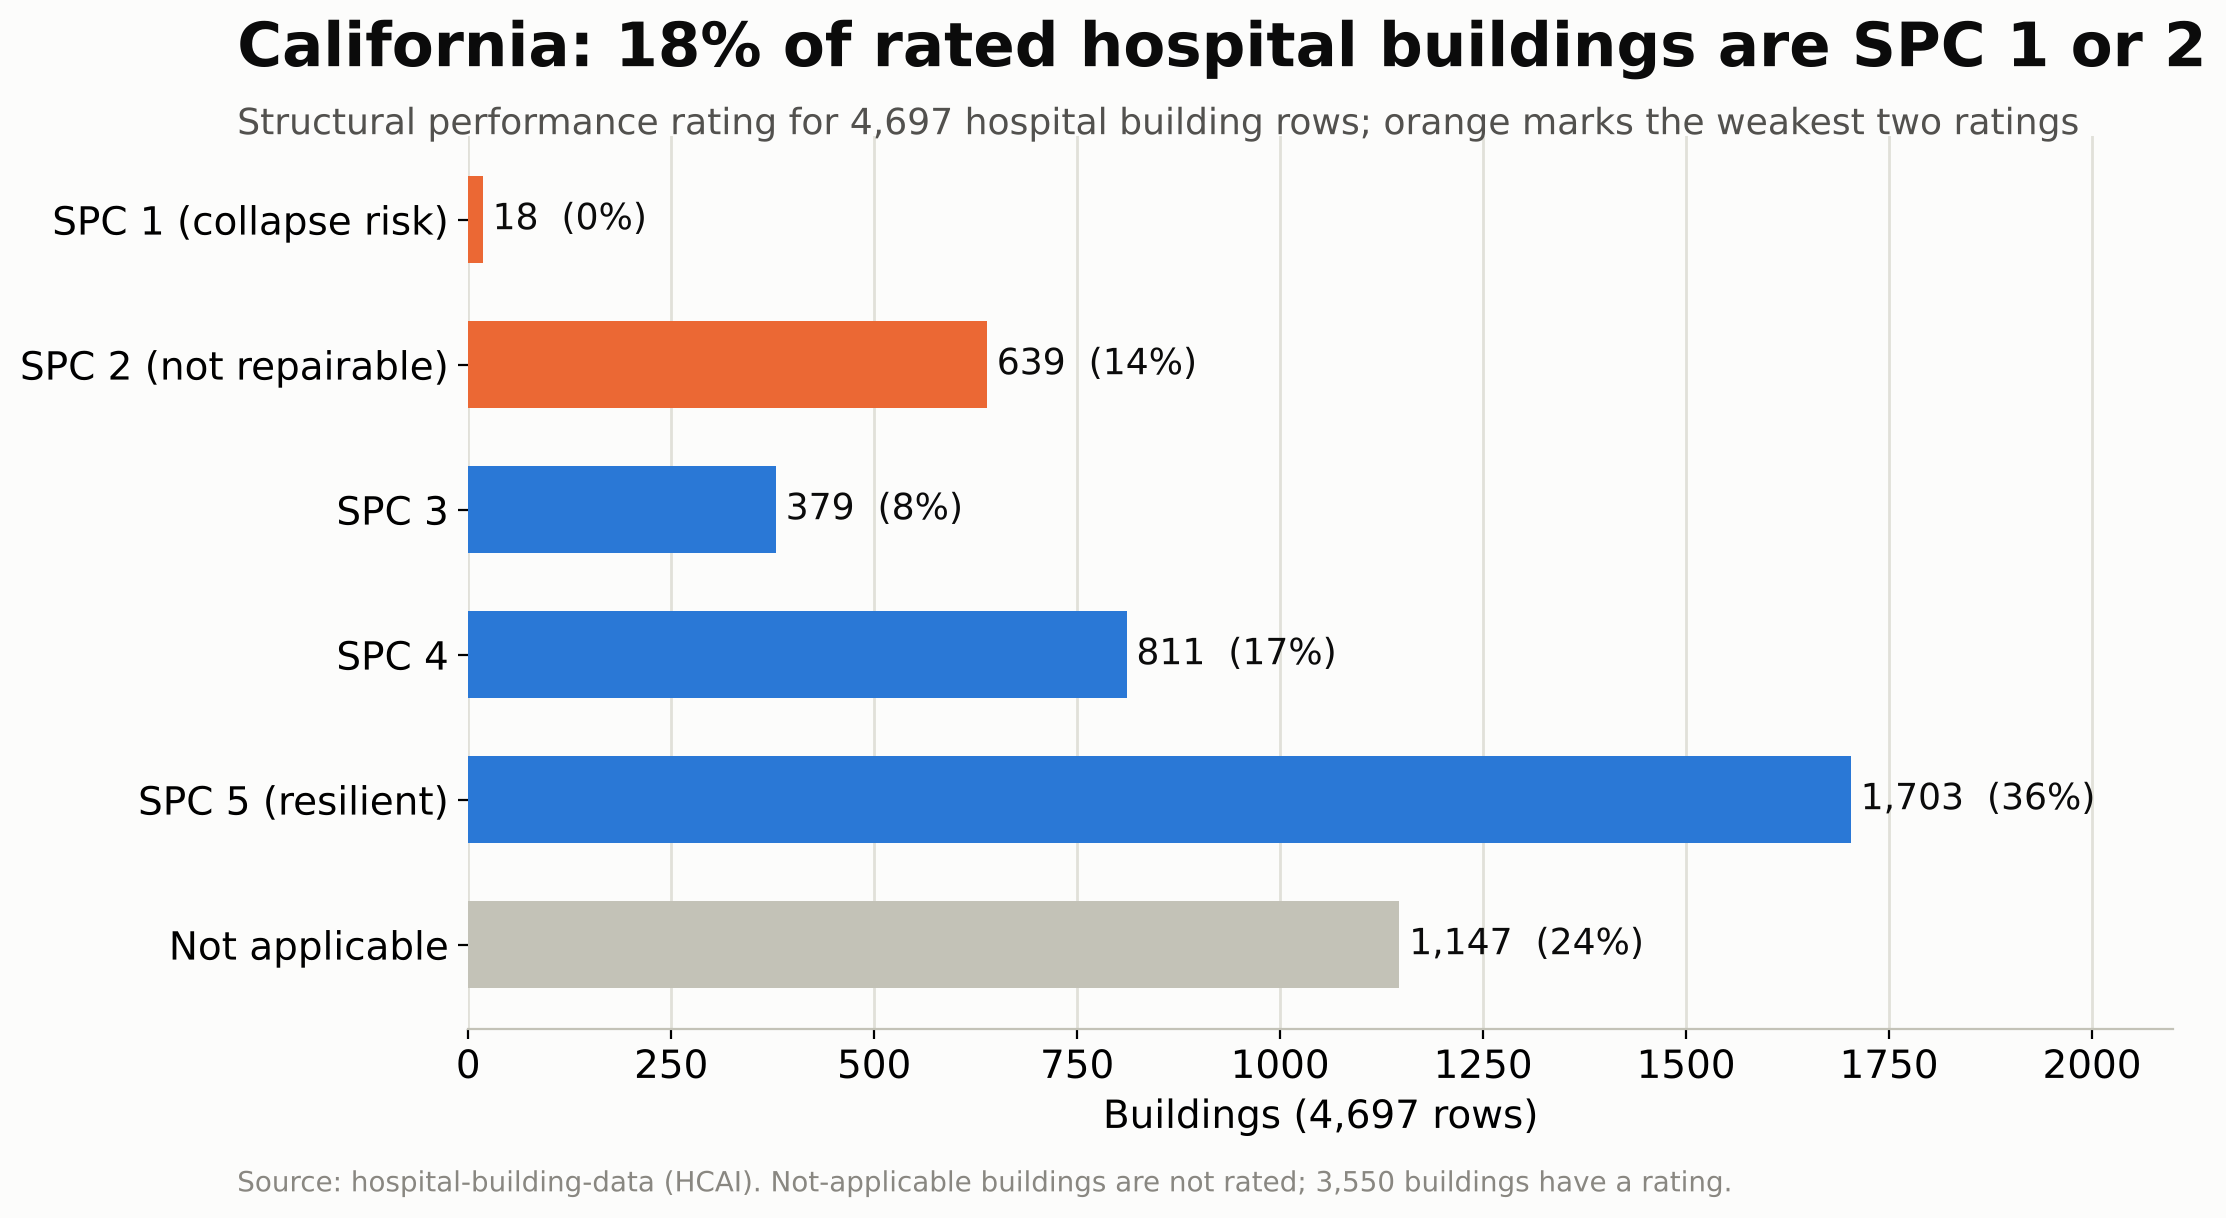 California: 18% of rated hospital buildings are SPC 1 or 2
Structural performance rating for 4,697 hospital building rows; orange marks the weakest two ratings
SPC 1 (collapse risk) 18 (0%)
SPC 2 (not repairable) 639 (14%)
SPC 3 379 (8%)
SPC 4 811 (17%)
SPC 5 (resilient) 1,703 (36%)
Not applicable 1,147 (24%)
0 250 500 750 1000 1250 1500 1750 2000
Buildings (4,697 rows)
Source: hospital-building-data (HCAI). Not-applicable buildings are not rated; 3,550 buildings have a rating.